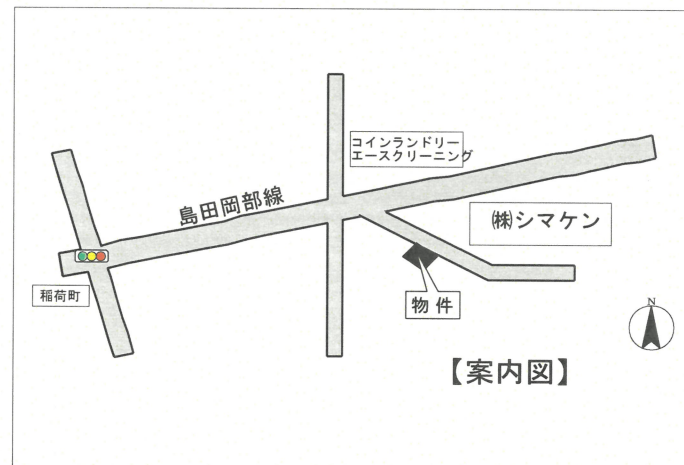 コインランドリー
エースクリーニング
島田岡部線
㈱シマケン
稲荷町
物件
N
【案内図】